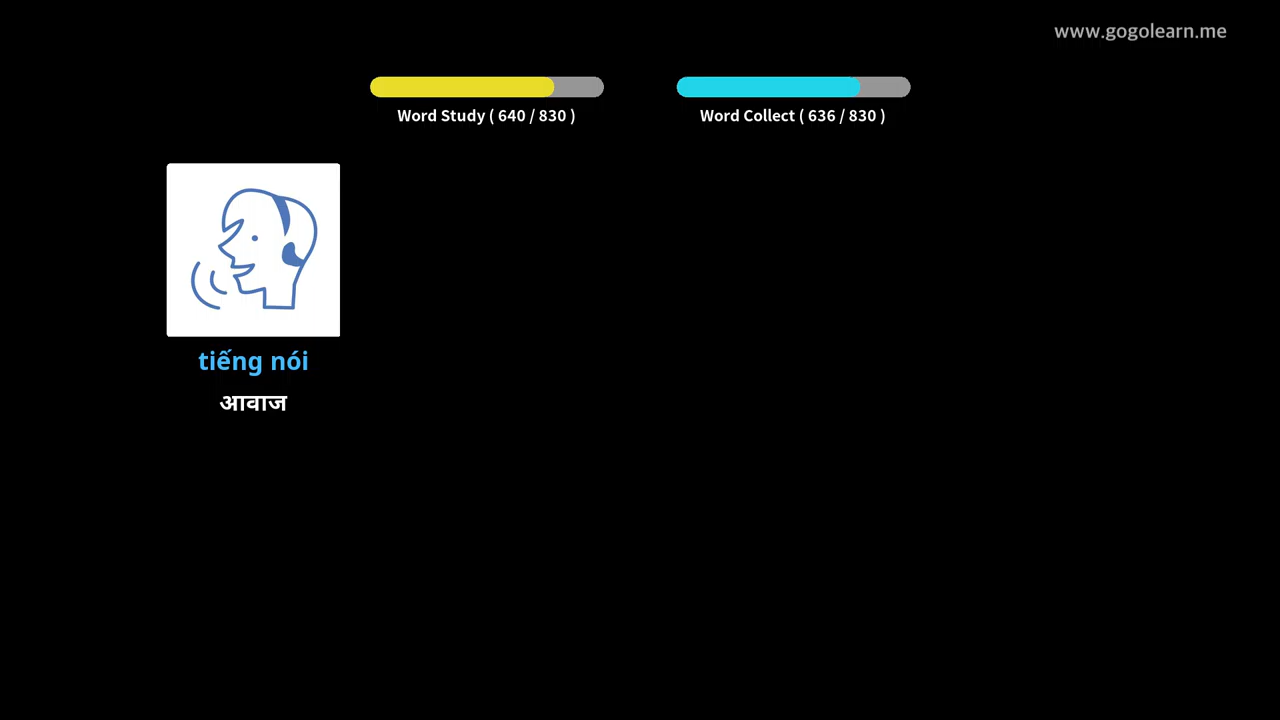 www.gogolearn.me
Word Study ( 640 / 830 )
Word Collect ( 636 / 830 )
tiếng nói
आवाज